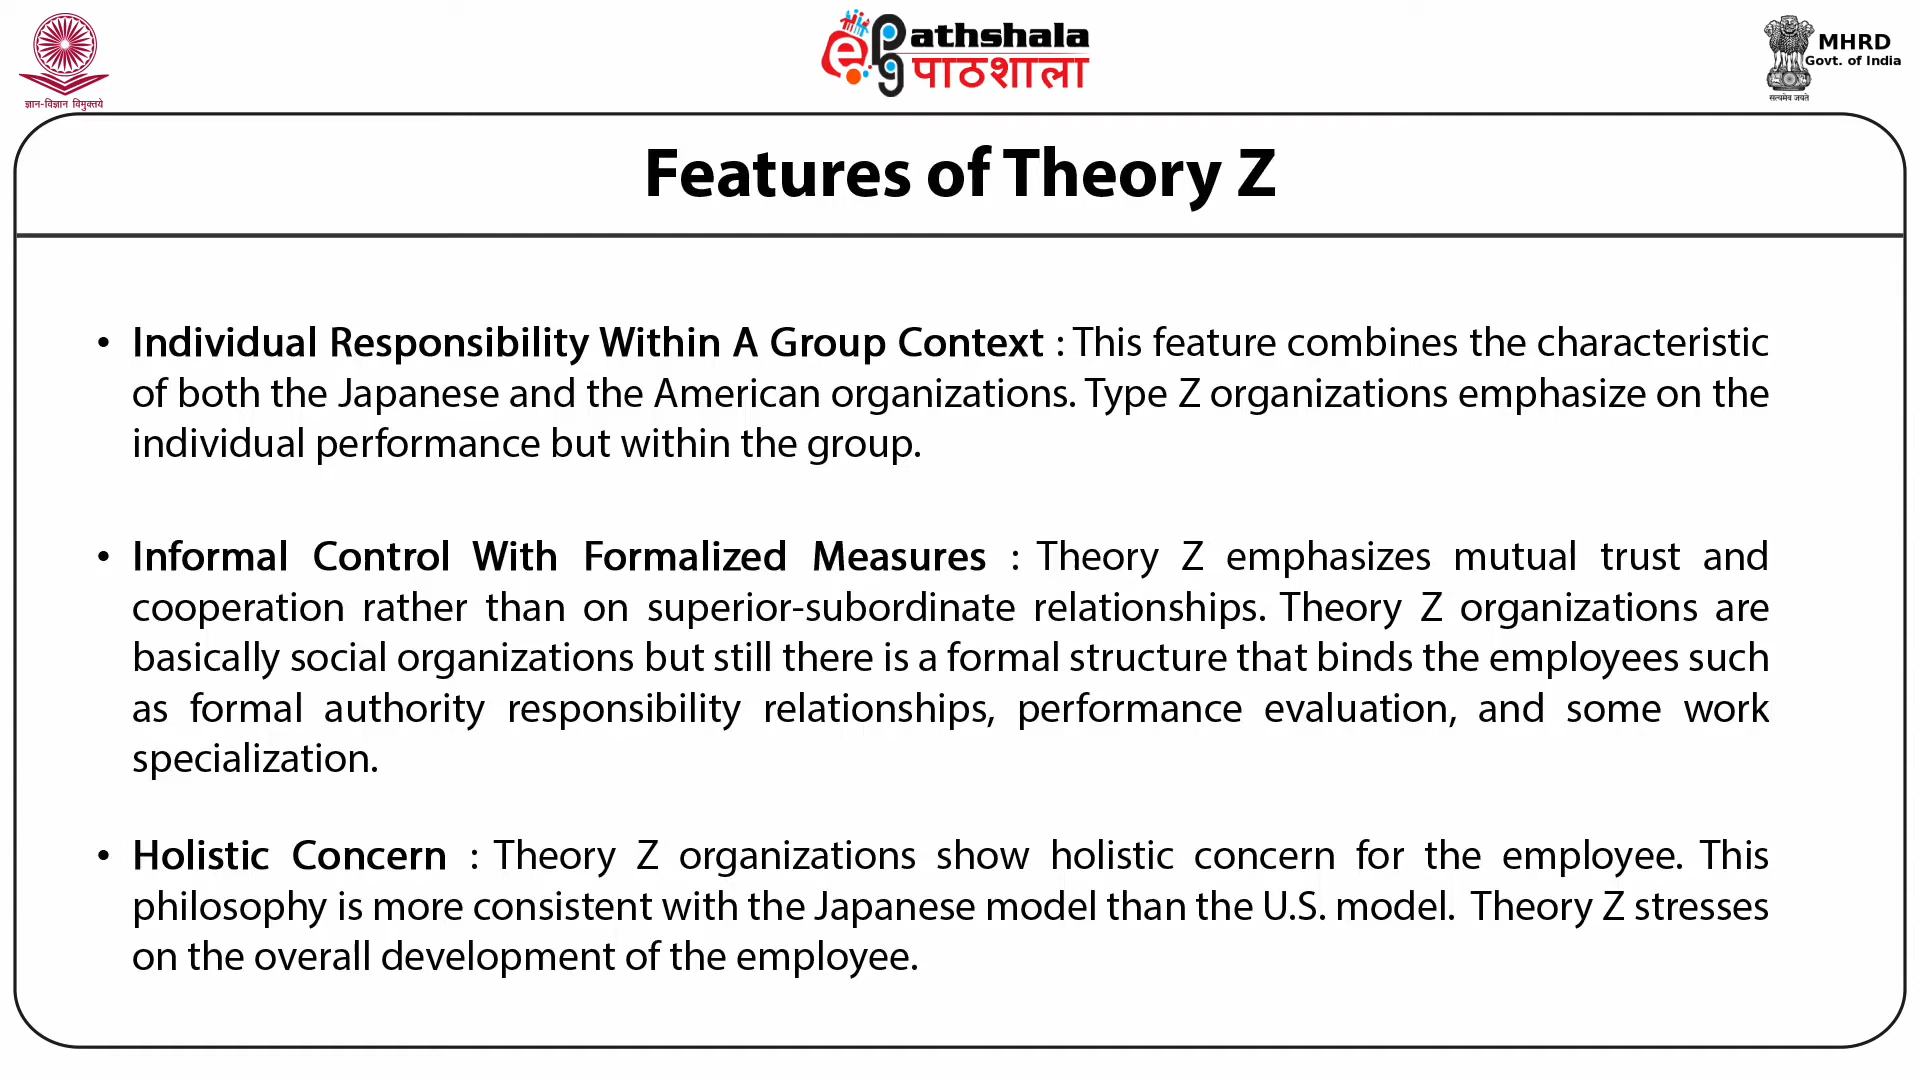 ज्ञान-विज्ञान विमुक्तये
ePathshala
पाठशाला
MHRD
Govt. of India
सत्यमेव जयते
Features of Theory Z
• Individual Responsibility Within A Group Context : This feature combines the characteristic
of both the Japanese and the American organizations. Type Z organizations emphasize on the
individual performance but within the group.
• Informal Control With Formalized Measures : Theory Z emphasizes mutual trust and
cooperation rather than on superior-subordinate relationships. Theory Z organizations are
basically social organizations but still there is a formal structure that binds the employees such
as formal authority responsibility relationships, performance evaluation, and some work
specialization.
• Holistic Concern : Theory Z organizations show holistic concern for the employee. This
philosophy is more consistent with the Japanese model than the U.S. model. Theory Z stresses
on the overall development of the employee.